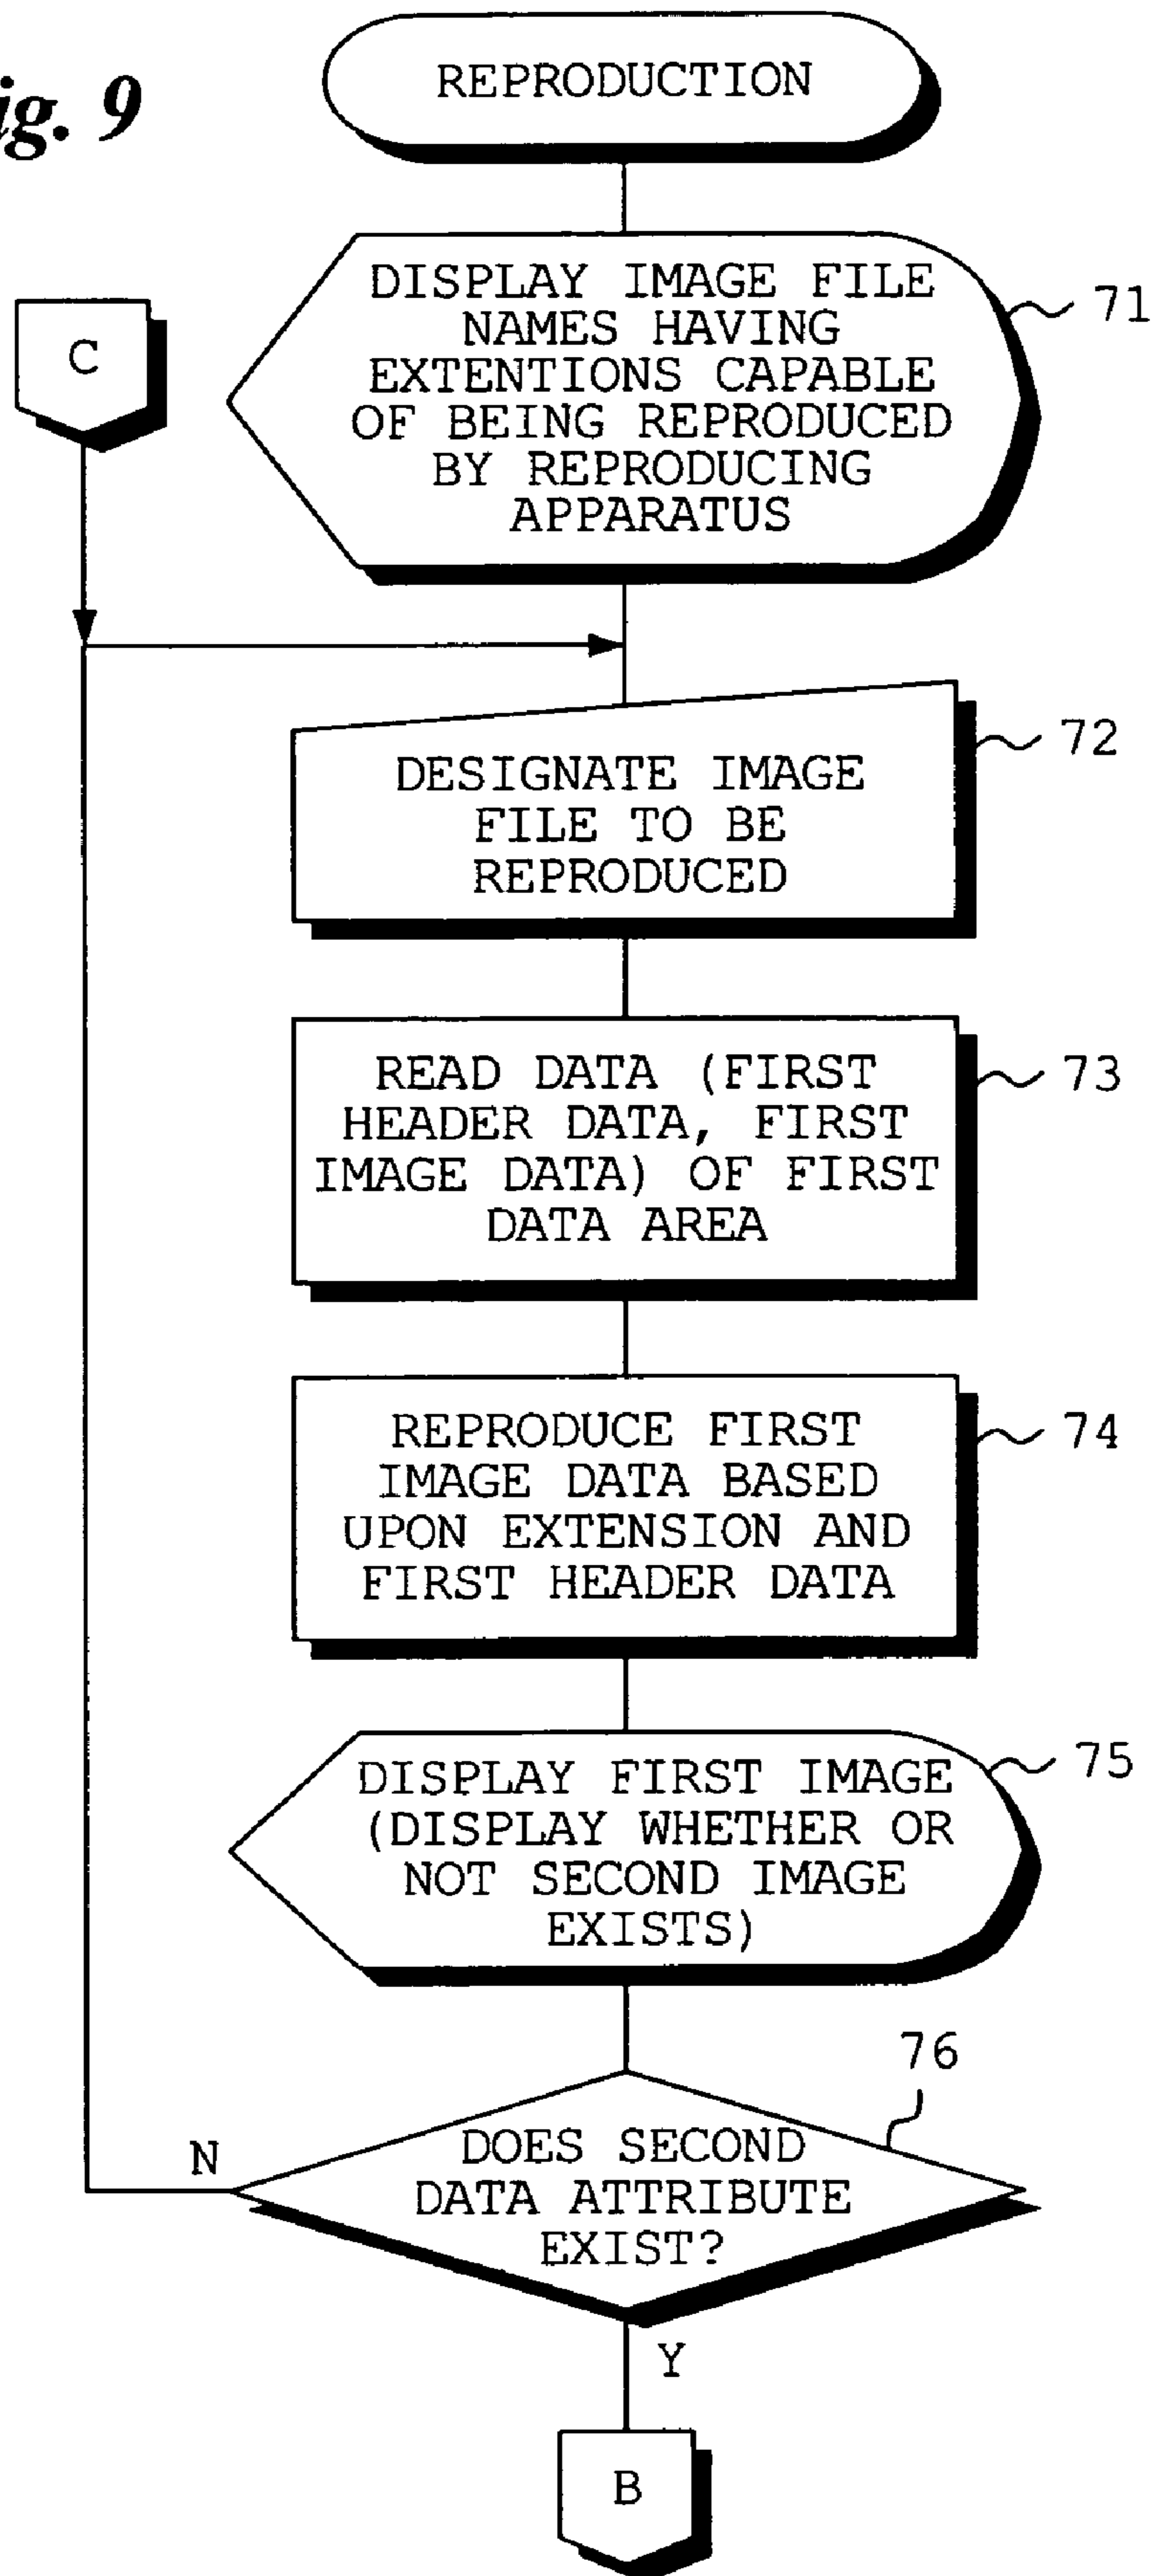 ig. 9
REPRODUCTION
DISPLAY IMAGE FILE
NAMES HAVING
EXTENTIONS CAPABLE
OF BEING REPRODUCED
BY REPRODUCING
APPARATUS
71
C
72
DESIGNATE IMAGE
FILE TO BE
REPRODUCED
73
READ DATA (FIRST
HEADER DATA, FIRST
IMAGE DATA) OF FIRST
DATA AREA
74
REPRODUCE FIRST
IMAGE DATA BASED
UPON EXTENSION AND
FIRST HEADER DATA
75
DISPLAY FIRST IMAGE
(DISPLAY WHETHER OR
NOT SECOND IMAGE
EXISTS)
76
N
DOES SECOND
DATA ATTRIBUTE
EXIST?
Y
B